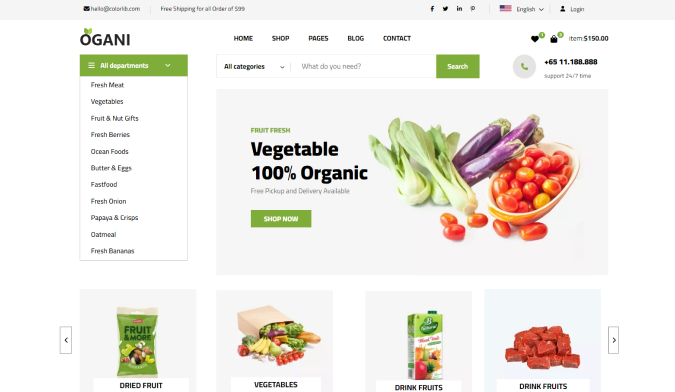 hello@colorlib.com
Free Shipping for all Order of $99
English
Login
OGANI
HOME SHOP PAGES BLOG CONTACT
item:$150.00
All departments
All categories
What do you need?
Search
+65 11.188.888
support 24/7 time
Fresh Meat
Vegetables
Fruit & Nut Gifts
Fresh Berries
Ocean Foods
Butter & Eggs
Fastfood
Fresh Onion
Papaya & Crisps
Oatmeal
Fresh Bananas
FRUIT FRESH
Vegetable
100% Organic
Free Pickup and Delivery Available
SHOP NOW
FRUIT
& MORE
B
Natural
DRIED FRUIT
VEGETABLES
DRINK FRUITS
DRINK FRUITS